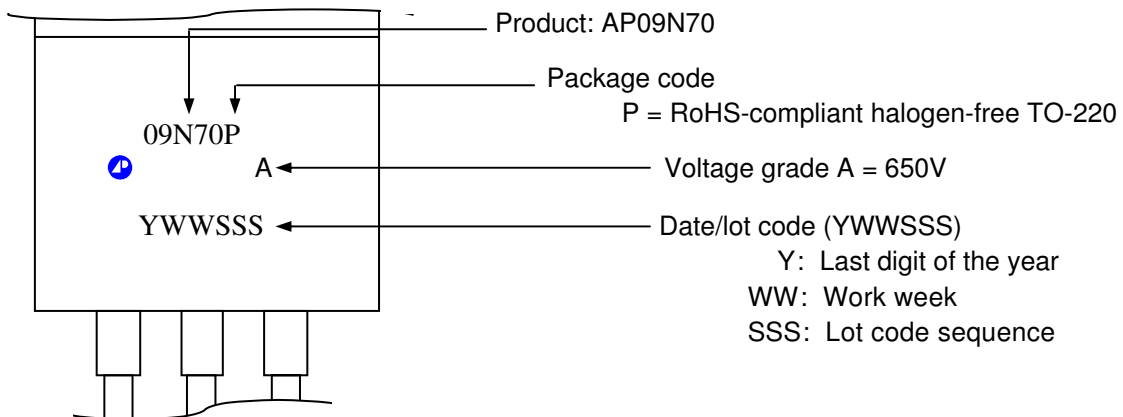 Product: AP09N70
Package code
P = RoHS-compliant halogen-free TO-220
09N70P
A
Voltage grade A = 650V
YWWSSS
Date/lot code (YWWSSS)
Y: Last digit of the year
WW: Work week
SSS: Lot code sequence